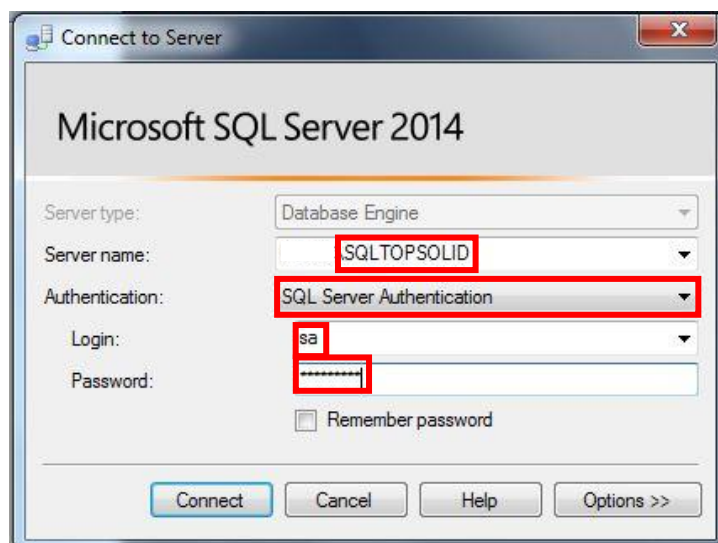 Connect to Server
Microsoft SQL Server 2014
Server type: Database Engine
Server name: \SQLTOPSOLID
Authentication: SQL Server Authentication
Login: sa
Password: *********
Remember password
Connect Cancel Help Options >>